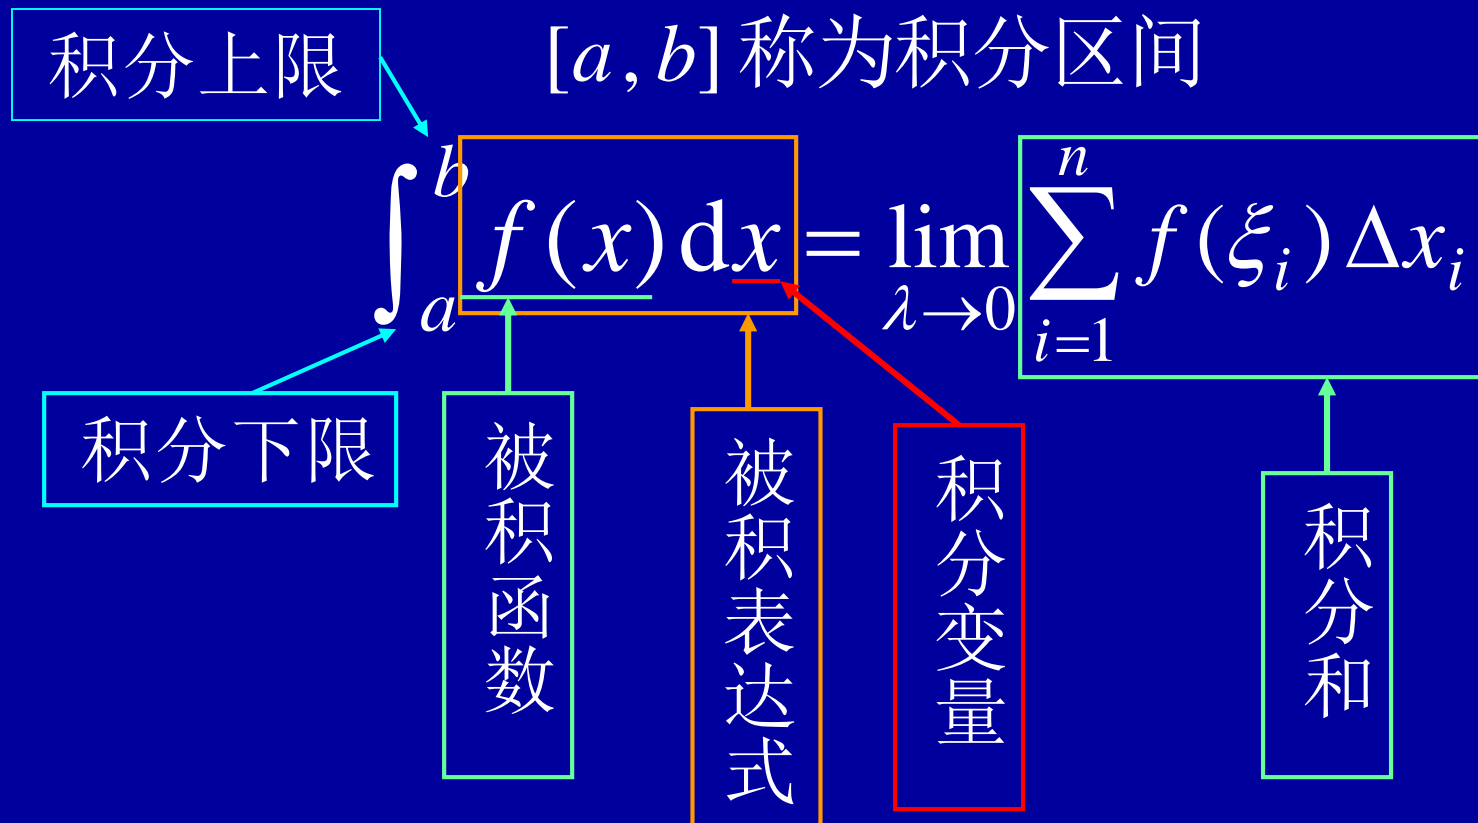 积分上限
[a, b] 称为积分区间
∫_a^b f(x)dx = lim_{λ→0} ∑_{i=1}^n f(ξ_i)Δx_i
积分下限
被积函数
被积表达式
积分变量
积分和